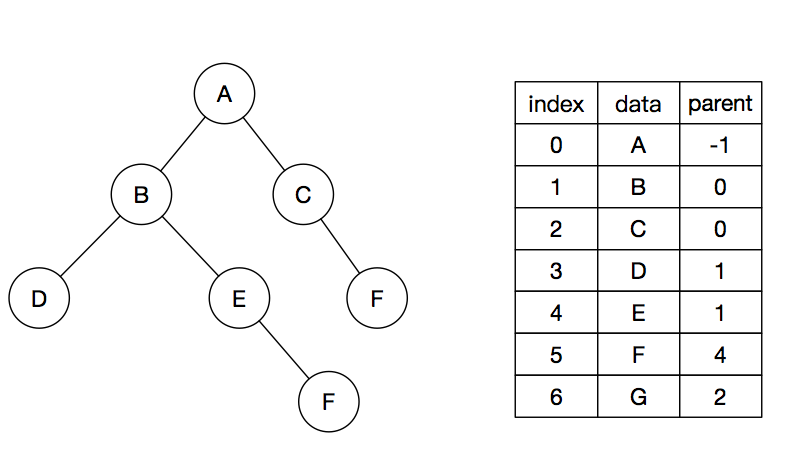 A
B
C
D
E
F
F
index data parent
0 A -1
1 B 0
2 C 0
3 D 1
4 E 1
5 F 4
6 G 2